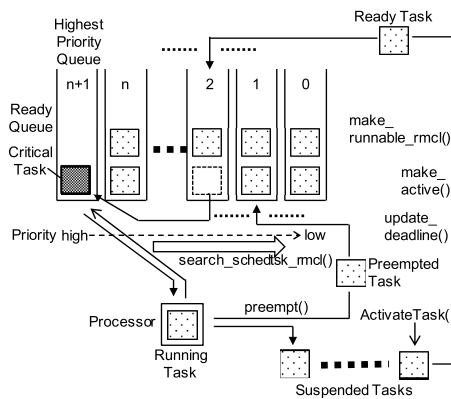 Highest
Priority
Queue
Ready Task
n+1
n
2
1
0
Ready
Queue
Critical
Task
make_
runnable_rmcl()
make_
active()
update_
deadline()
Priority high
low
search_schedtsk_rmcl()
Preempted
Task
preempt()
Processor
ActivateTask(
Running
Task
Suspended Tasks